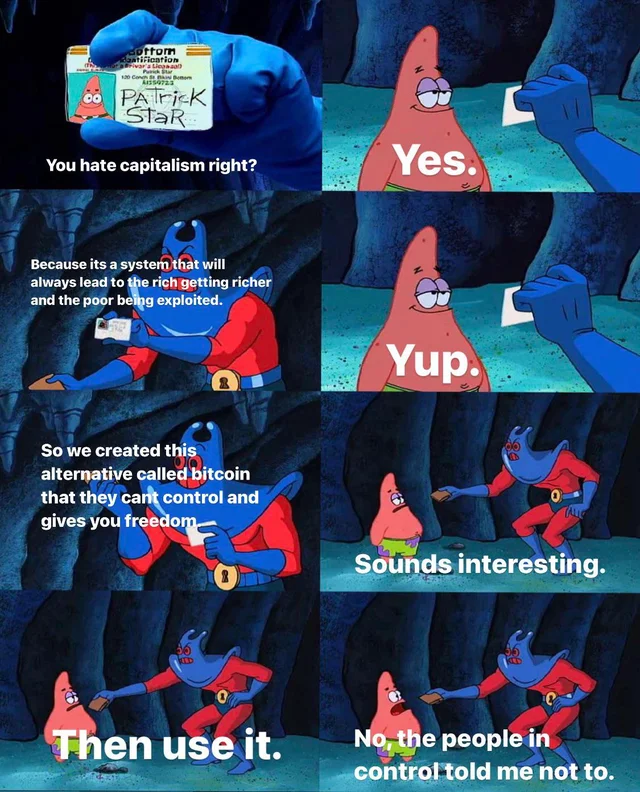 PATricK
STaR
You hate capitalism right?
Yes.
Because its a system that will
always lead to the rich getting richer
and the poor being exploited.
Yup.
So we created this
alternative called bitcoin
that they cant control and
gives you freedom
Sounds interesting.
Then use it.
No, the people in
control told me not to.